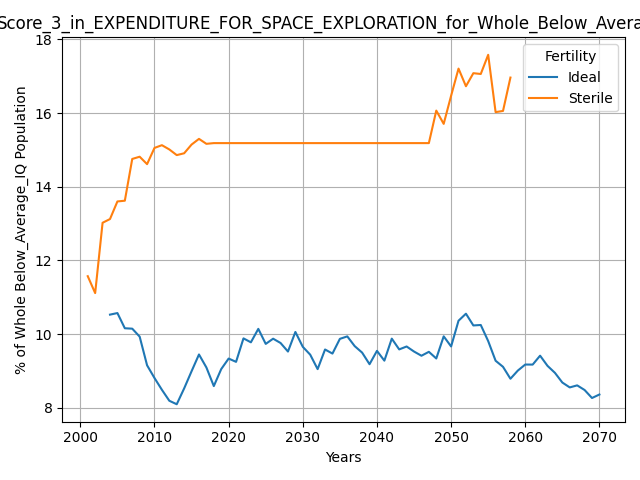 Score_3_in_EXPENDITURE_FOR_SPACE_EXPLORATION_for_Whole_Below_Avera
18
16
14
12
10
8
% of Whole Below_Average_IQ Population
Fertility
Ideal
Sterile
2000 2010 2020 2030 2040 2050 2060 2070
Years